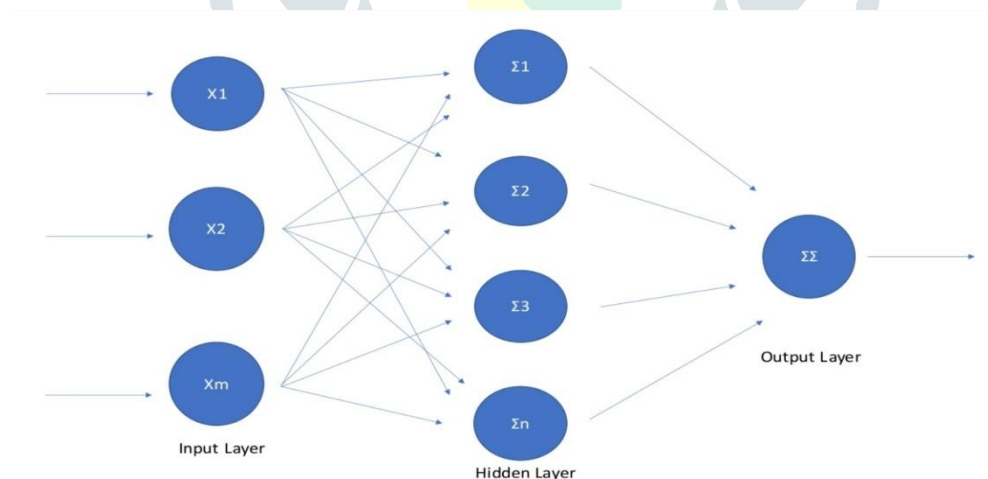 X1
X2
Xm
Input Layer
Σ1
Σ2
Σ3
Σn
Hidden Layer
ΣΣ
Output Layer